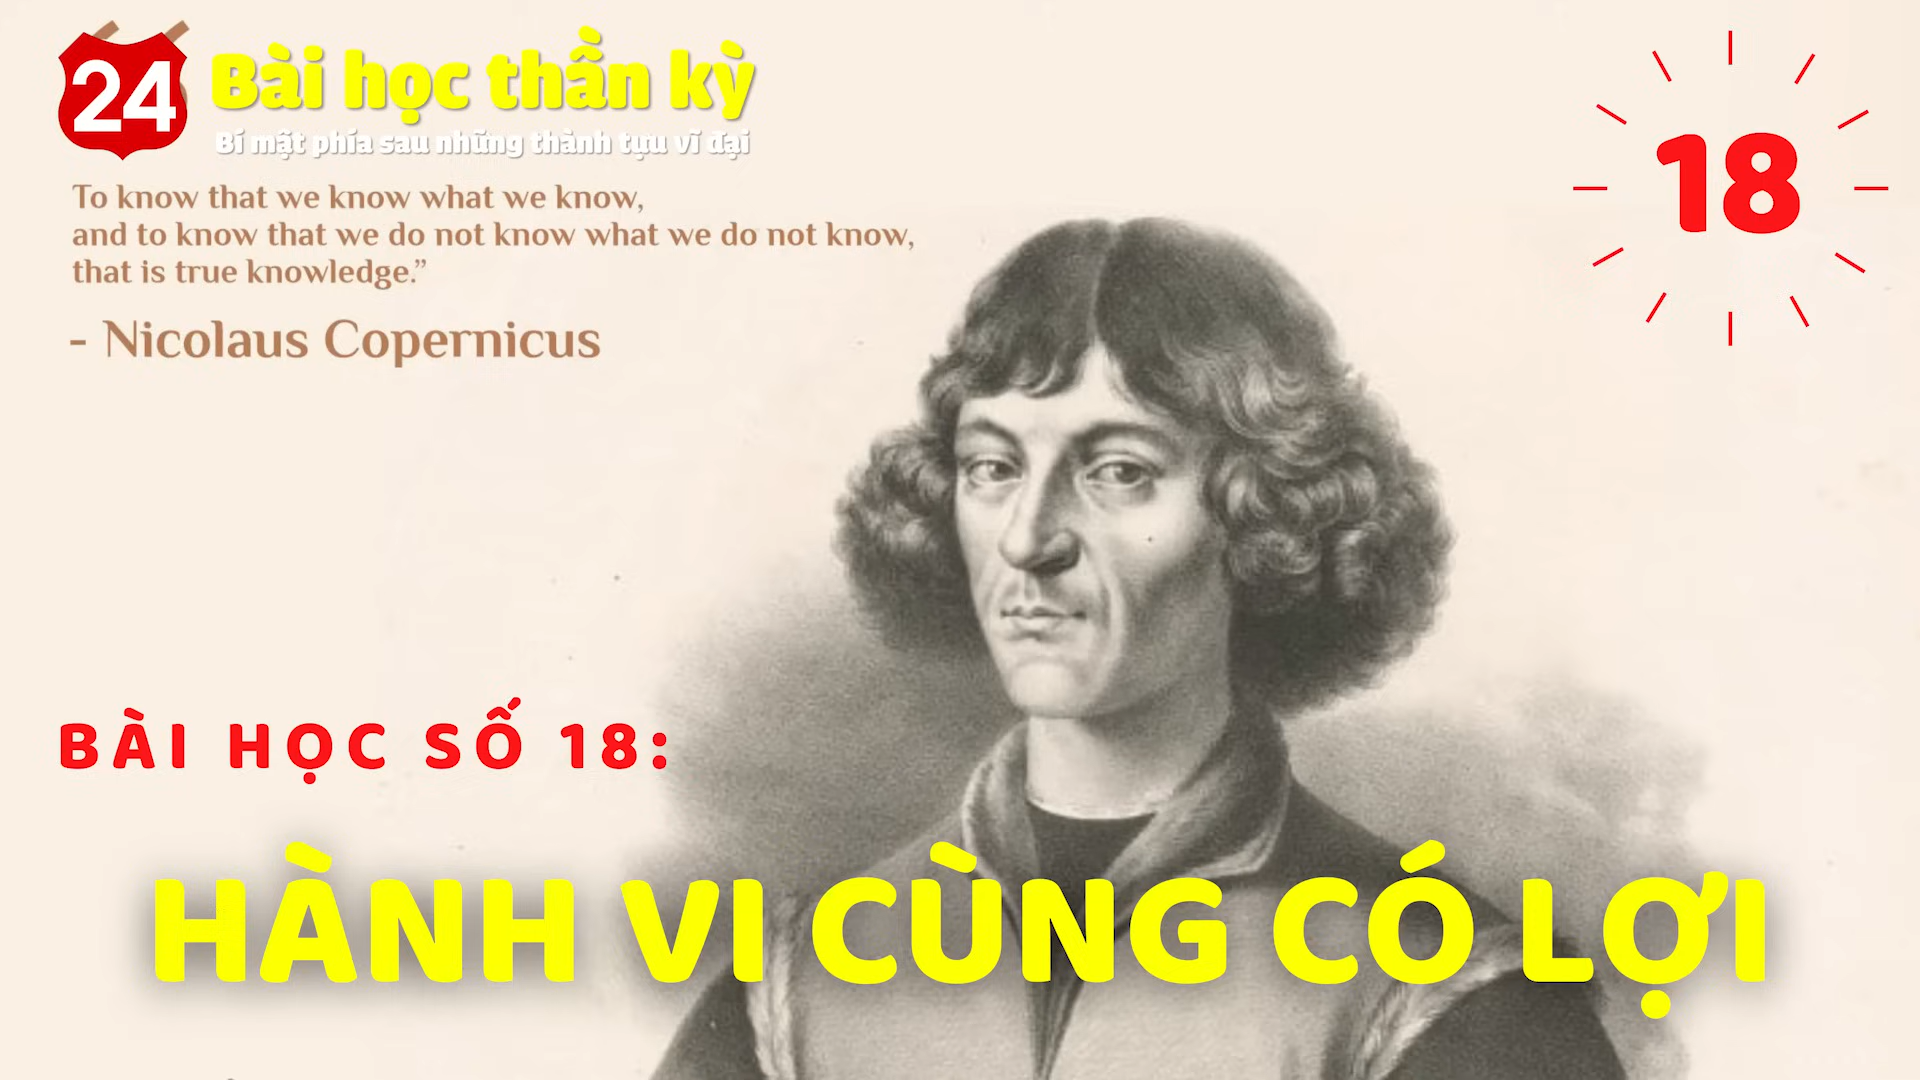 24
Bài học thần kỳ
Bí mật phía sau những thành tựu vĩ đại
To know that we know what we know,
and to know that we do not know what we do not know,
that is true knowledge.”
- Nicolaus Copernicus
18
BÀI HỌC SỐ 18:
HÀNH VI CÙNG CÓ LỢI